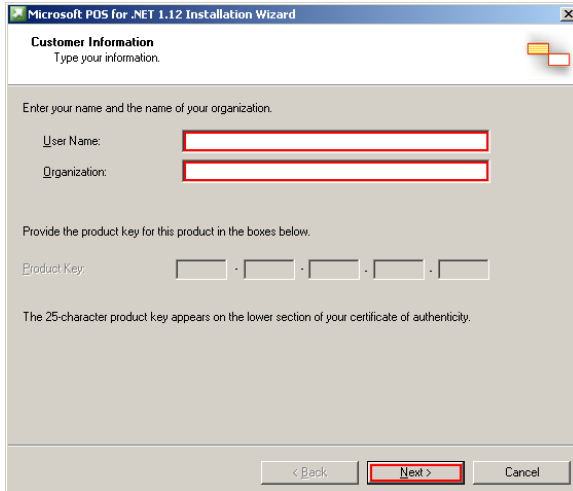 Microsoft POS for .NET 1.12 Installation Wizard
Customer Information
Type your information.
Enter your name and the name of your organization.
User Name:
Organization:
Provide the product key for this product in the boxes below.
Product Key:
- - - -
The 25-character product key appears on the lower section of your certificate of authenticity.
< Back Next > Cancel